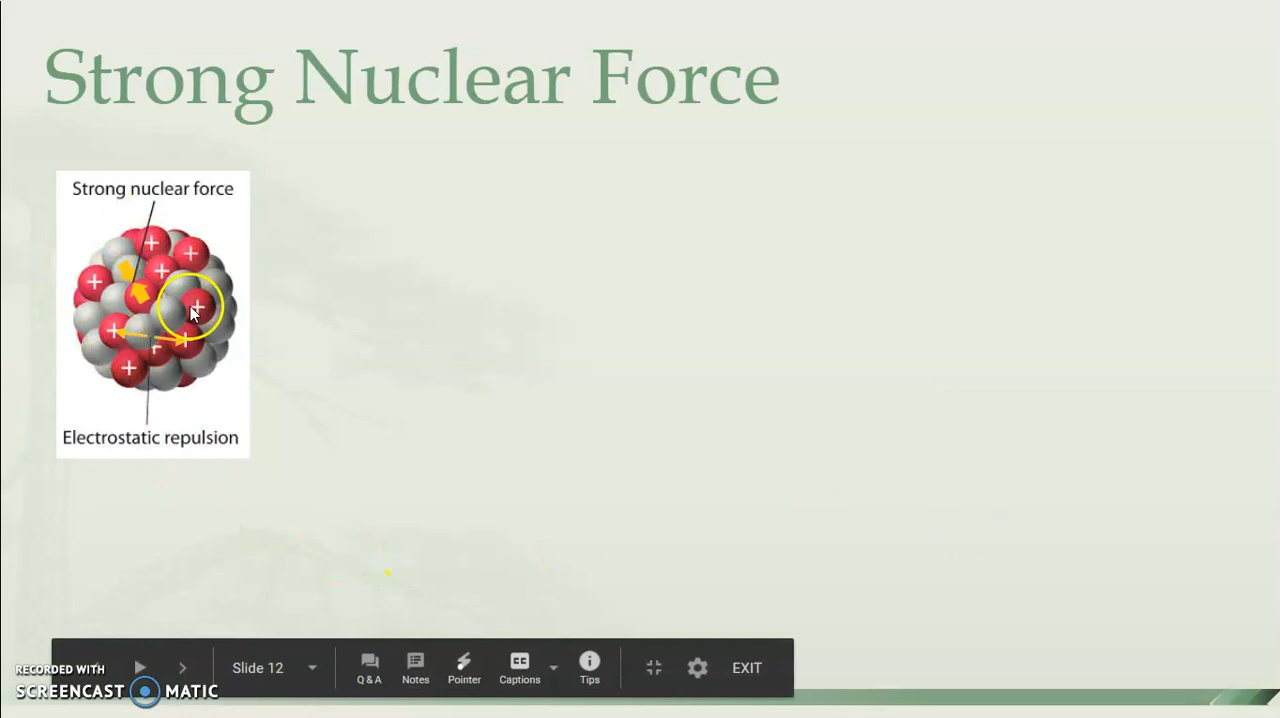 Strong Nuclear Force
Strong nuclear force
+ +
+ +
+
+ +
+
Electrostatic repulsion
Slide 12
Q & A Notes Pointer CC Captions Tips EXIT
RECORDED WITH
SCREENCAST MATIC